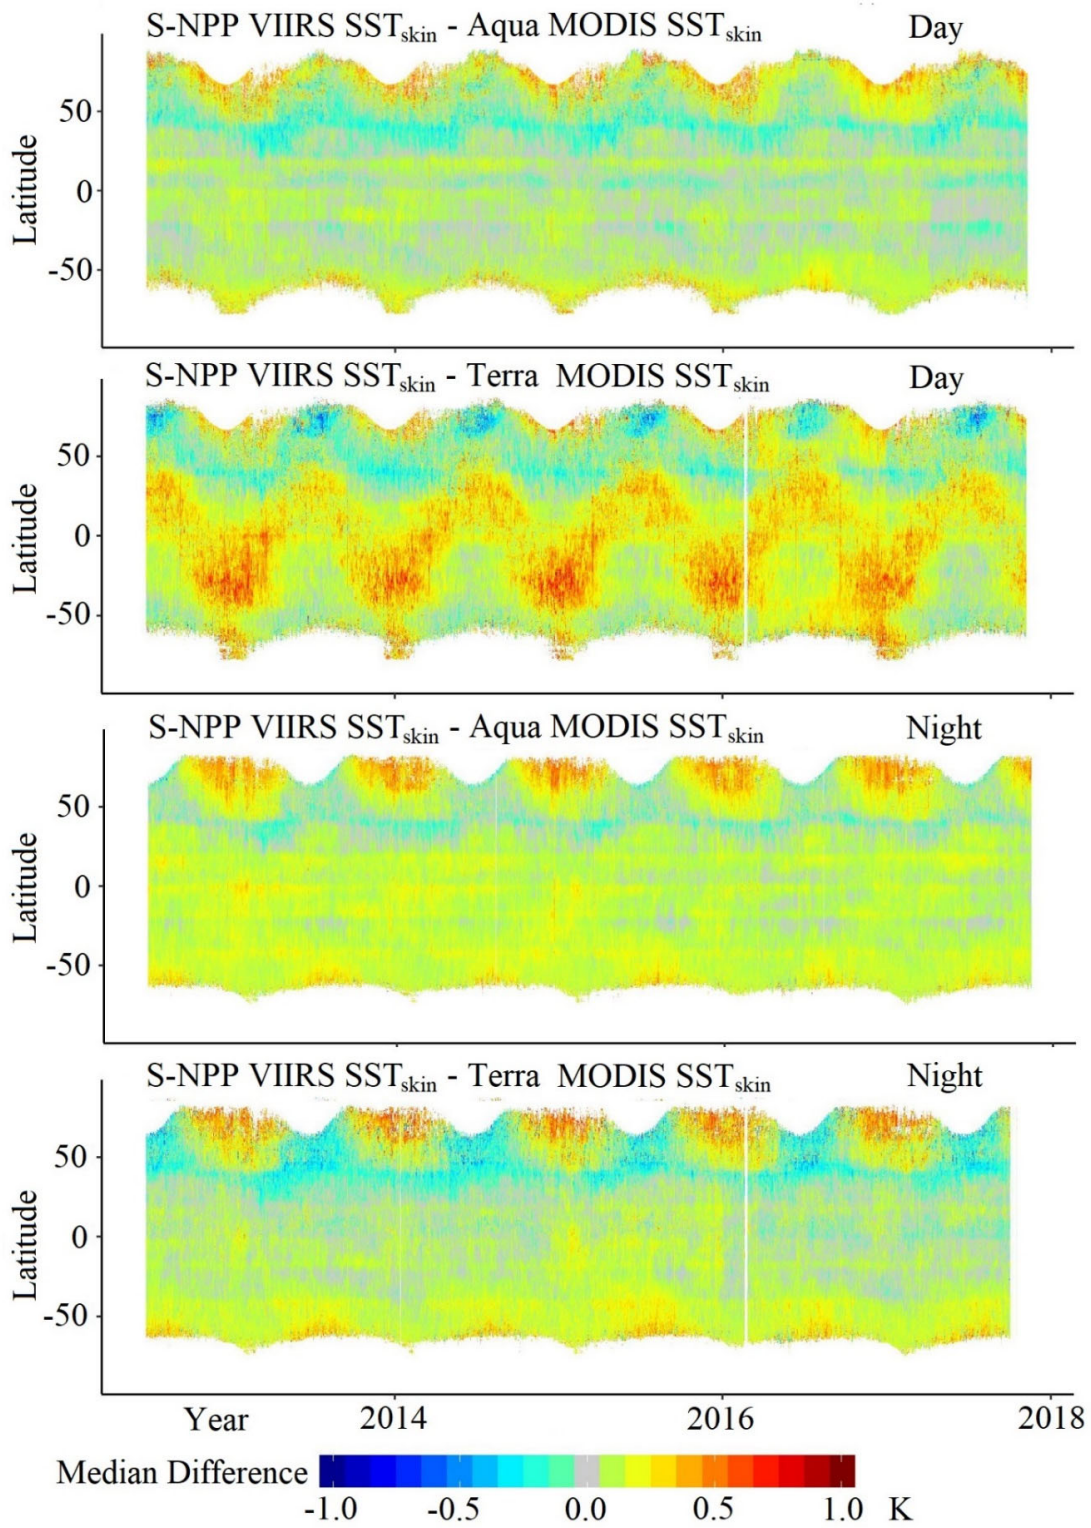 S-NPP VIIRS SSTskin - Aqua MODIS SSTskin Day
50
0
-50
Latitude
S-NPP VIIRS SSTskin - Terra MODIS SSTskin Day
50
0
-50
Latitude
S-NPP VIIRS SSTskin - Aqua MODIS SSTskin Night
50
0
-50
Latitude
S-NPP VIIRS SSTskin - Terra MODIS SSTskin Night
50
0
-50
Latitude
Year 2014 2016 2018
Median Difference
-1.0 -0.5 0.0 0.5 1.0 K